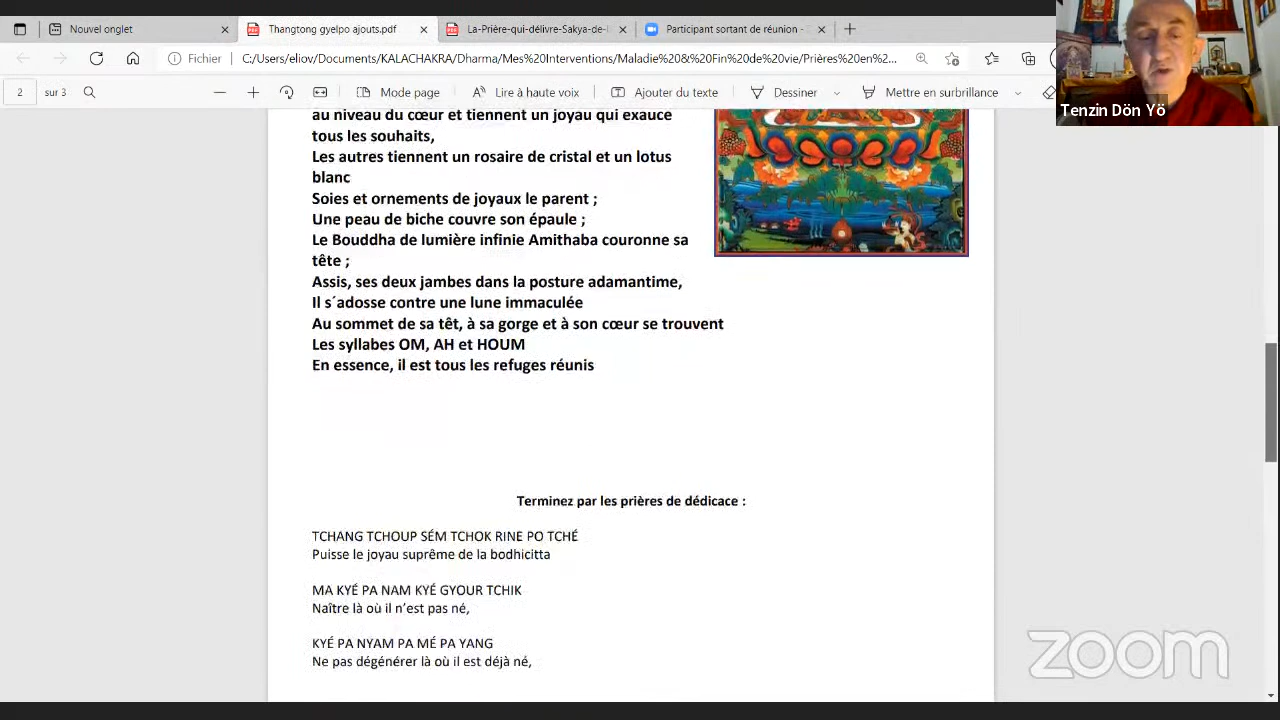 Nouvel onglet
Thangtong gyelpo ajouts.pdf
La-Prière-qui-délivre-Sakya-de-
Participant sortant de réunion -
Fichier
C:/Users/eliov/Documents/KALACHAKRA/Dharma/Mes%20Interventions/Maladie%20&%20Fin%20de%20vie/Prières%20en%2...
2
sur 3
Mode page
Lire à haute voix
Ajouter du texte
Dessiner
Mettre en surbrillance
Tenzin Dön Yö
au niveau du cœur et tiennent un joyau qui exauce
tous les souhaits,
Les autres tiennent un rosaire de cristal et un lotus
blanc
Soies et ornements de joyaux le parent ;
Une peau de biche couvre son épaule ;
Le Bouddha de lumière infinie Amithaba couronne sa
tête ;
Assis, ses deux jambes dans la posture adamantime,
Il s´adosse contre une lune immaculée
Au sommet de sa têt, à sa gorge et à son cœur se trouvent
Les syllabes OM, AH et HOUM
En essence, il est tous les refuges réunis
Terminez par les prières de dédicace :
TCHANG TCHOUP SÉM TCHOK RINE PO TCHÉ
Puisse le joyau suprême de la bodhicitta
MA KYÉ PA NAM KYÉ GYOUR TCHIK
Naître là où il n’est pas né,
KYÉ PA NYAM PA MÉ PA YANG
Ne pas dégénérer là où il est déjà né,
zoom